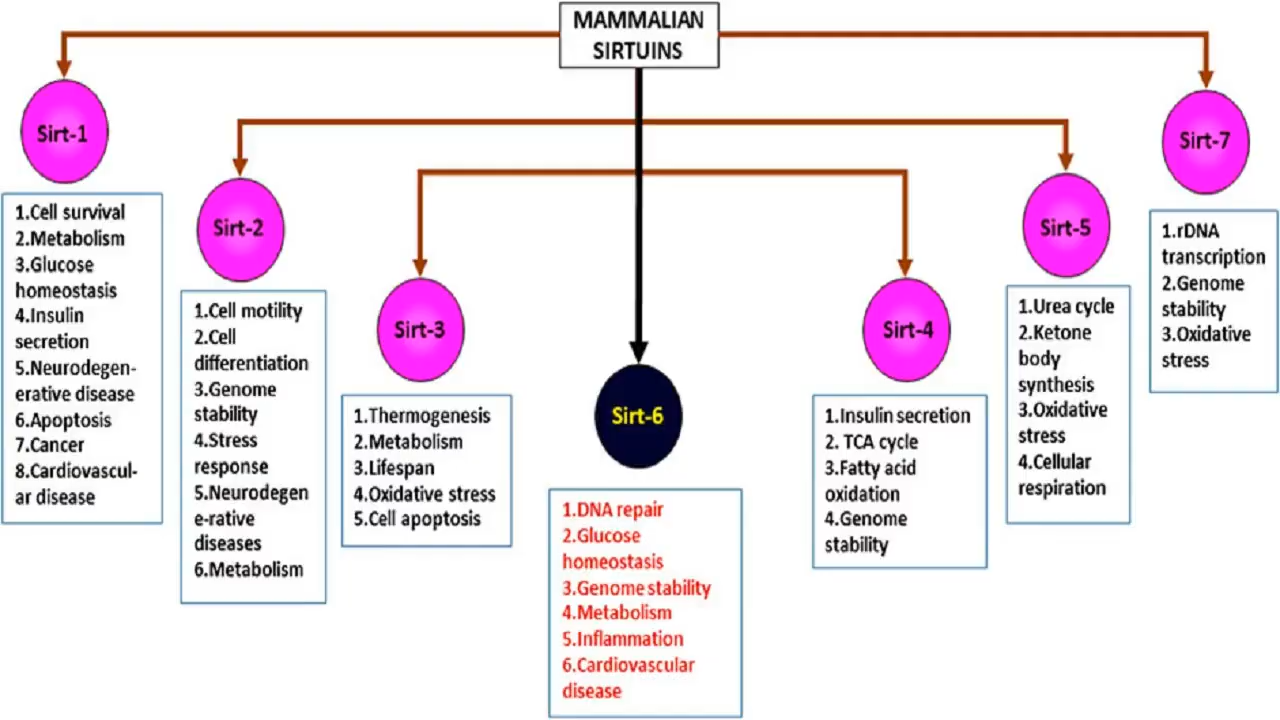 MAMMALIAN
SIRTUINS
Sirt-1
1.Cell survival
2.Metabolism
3.Glucose
homeostasis
4.Insulin
secretion
5.Neurodegen-
erative disease
6.Apoptosis
7.Cancer
8.Cardiovascul-
ar disease
Sirt-2
1.Cell motility
2.Cell
differentiation
3.Genome
stability
4.Stress
response
5.Neurodegen
e-rative
diseases
6.Metabolism
Sirt-3
1.Thermogenesis
2.Metabolism
3.Lifespan
4.Oxidative stress
5.Cell apoptosis
Sirt-6
1.DNA repair
2.Glucose
homeostasis
3.Genome stability
4.Metabolism
5.Inflammation
6.Cardiovascular
disease
Sirt-4
1.Insulin secretion
2. TCA cycle
3.Fatty acid
oxidation
4.Genome
stability
Sirt-5
1.Urea cycle
2.Ketone
body
synthesis
3.Oxidative
stress
4.Cellular
respiration
Sirt-7
1.rDNA
transcription
2.Genome
stability
3.Oxidative
stress